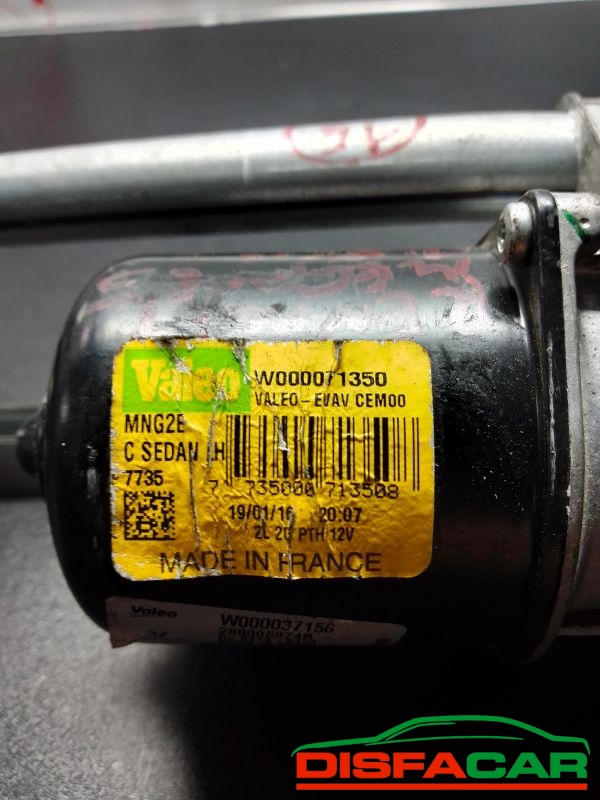 Valeo
W000071350
VALEO-EVAV CEM00
MNG2E
C SEDAN LH
7735
7 735000 713508
19/01/16 20:07
2L 2C PTH 12V
MADE IN FRANCE
Valeo
W000037156
DISFACAR